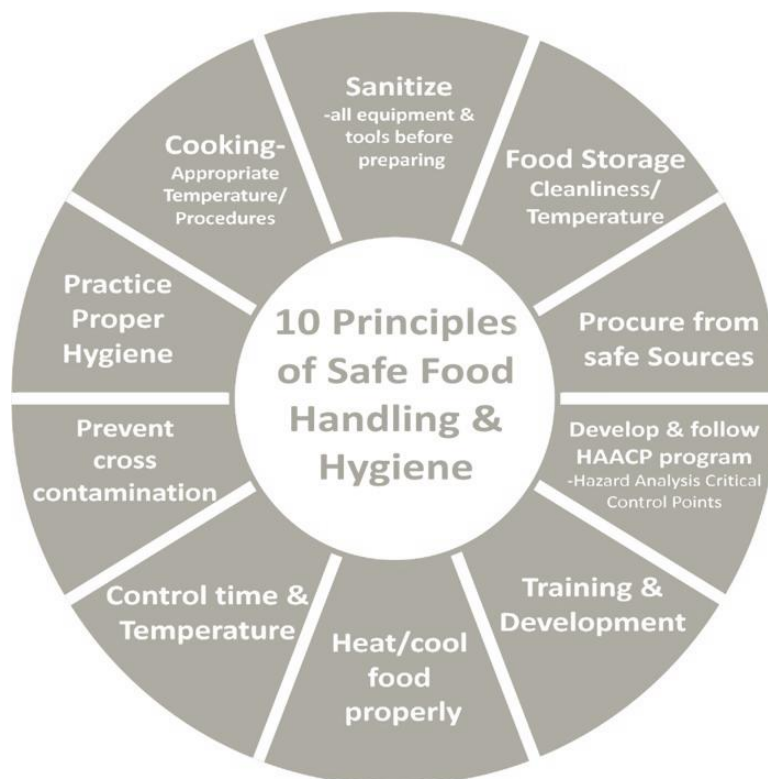 10 Principles
of Safe Food
Handling &
Hygiene
Sanitize
-all equipment &
tools before
preparing
Food Storage
Cleanliness/
Temperature
Procure from
safe Sources
Develop & follow
HAACP program
-Hazard Analysis Critical
Control Points
Training &
Development
Heat/cool
food
properly
Control time &
Temperature
Prevent
cross
contamination
Practice
Proper
Hygiene
Cooking-
Appropriate
Temperature/
Procedures